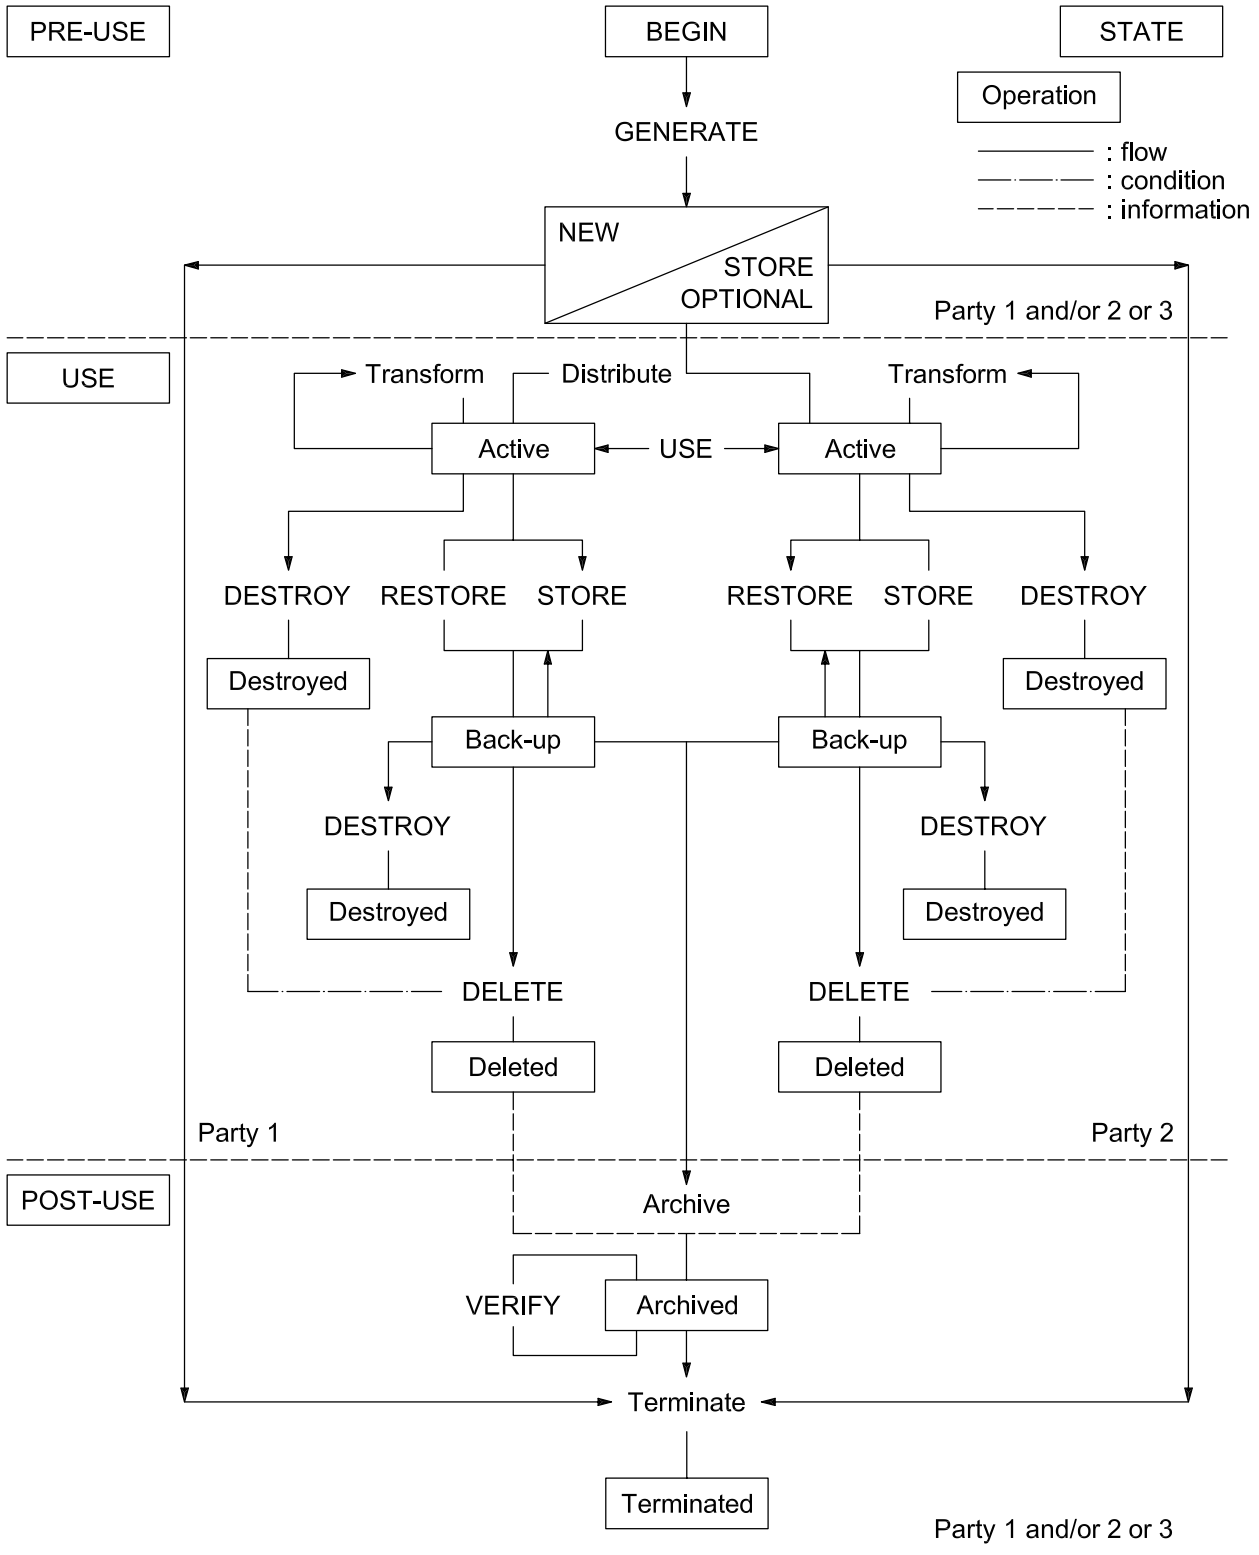 PRE-USE
BEGIN
STATE
Operation
GENERATE
: flow
: condition
: information
NEW
STORE
OPTIONAL
Party 1 and/or 2 or 3
USE
Transform
Distribute
Transform
Active
USE
Active
DESTROY
RESTORE
STORE
RESTORE
STORE
DESTROY
Destroyed
Destroyed
Back-up
Back-up
DESTROY
DESTROY
Destroyed
Destroyed
DELETE
DELETE
Deleted
Deleted
Party 1
Party 2
POST-USE
Archive
VERIFY
Archived
Terminate
Terminated
Party 1 and/or 2 or 3